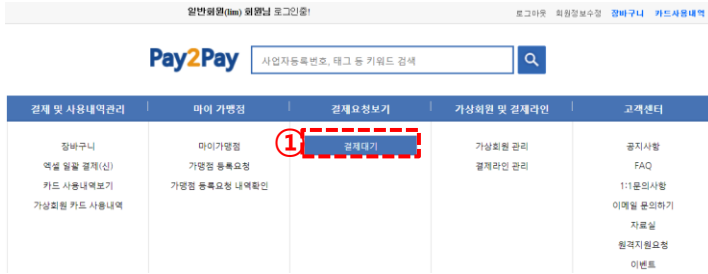 일반회원(lim) 회원님 로그인중!
로그아웃 회원정보수정 장바구니 카드사용내역
Pay2Pay 사업자등록번호, 태그 등 키워드 검색
결제 및 사용내역관리 마이 가맹점 결제요청보기 가상회원 및 결제라인 고객센터
장바구니 마이가맹점 ① 결제대기 가상회원 관리 공지사항
엑셀 일괄 결제(신) 가맹점 등록요청 결제라인 관리 FAQ
카드 사용내역보기 가맹점 등록요청 내역확인 1:1문의사항
가상회원 카드 사용내역 이메일 문의하기
자료실
원격지원요청
이벤트